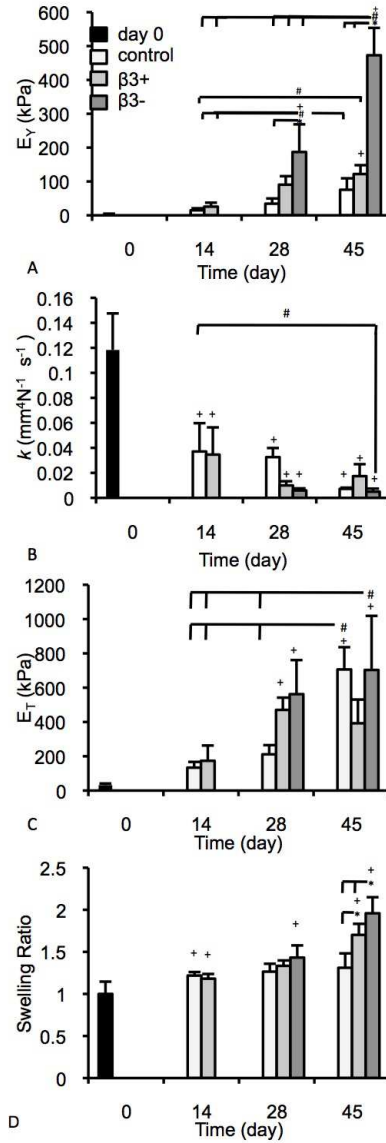 600
500
400
300
200
100
0
E_Y (kPa)
day 0
control
β3+
β3-
+
#
*
*
#
+
#
*
+
0 14 28 45
A
Time (day)
0.16
0.14
0.12
0.1
0.08
0.06
0.04
0.02
0
k (mm⁴N⁻¹ s⁻¹)
#
+ + + + + + + +
0 14 28 45
B
Time (day)
1200
1000
800
600
400
200
0
E_T (kPa)
#
+
#
+
+
+
0 14 28 45
C
Time (day)
2.5
2
1.5
1
0.5
0
Swelling Ratio
+
*
+
*
+ + +
0 14 28 45
D
Time (day)